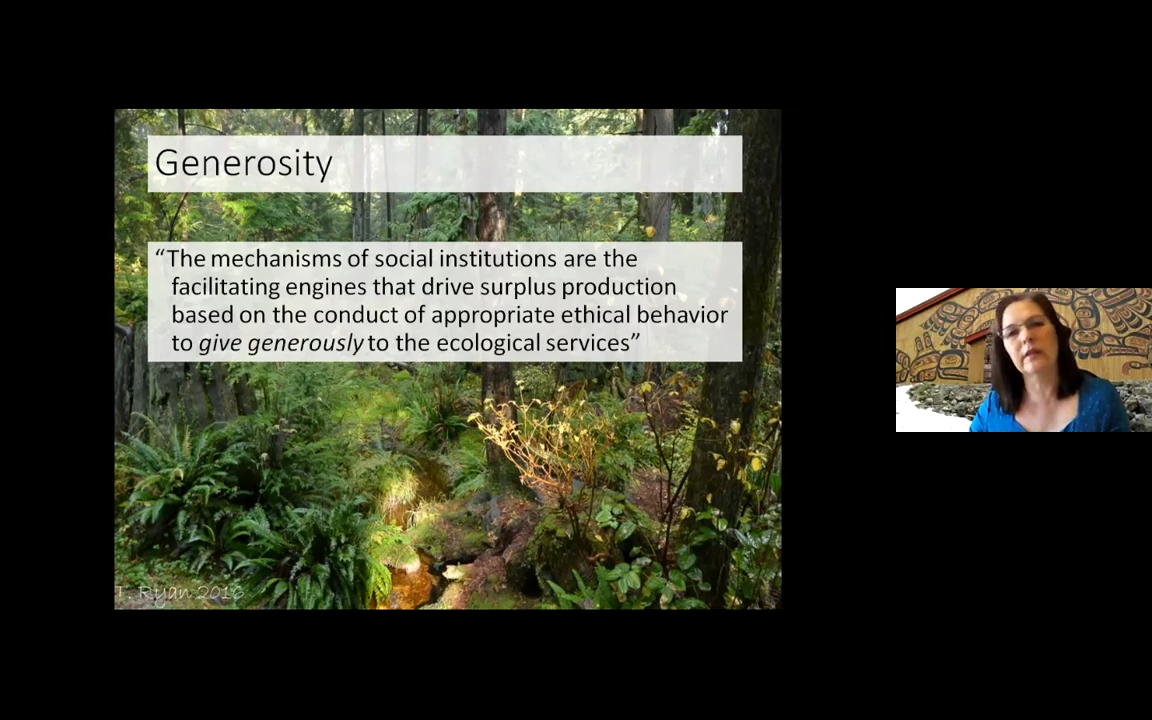 Generosity
“The mechanisms of social institutions are the
facilitating engines that drive surplus production
based on the conduct of appropriate ethical behavior
to give generously to the ecological services”
T. Ryan 2016